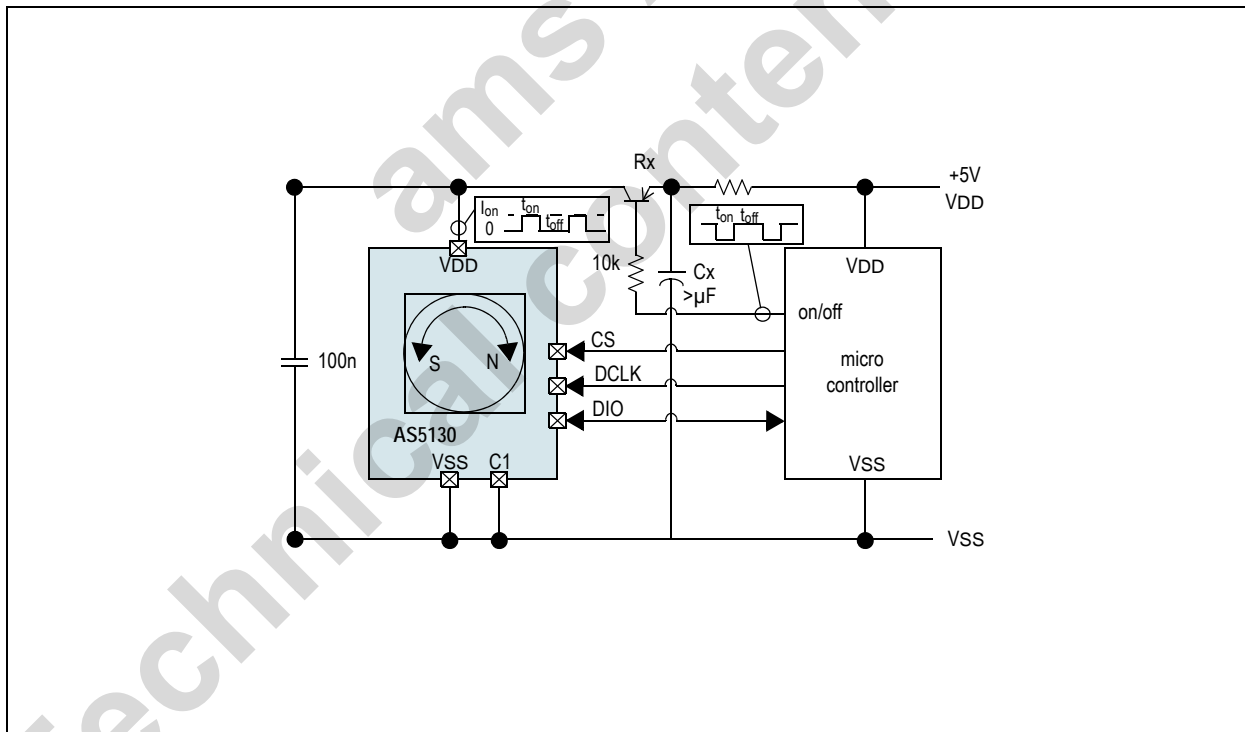 ams
Technical content
Rx
+5V
VDD
Ion
0
ton
toff
ton toff
VDD
10k
Cx
>µF
VDD
on/off
100n
S
N
CS
micro
controller
DCLK
DIO
AS5130
VSS
C1
VSS
VSS